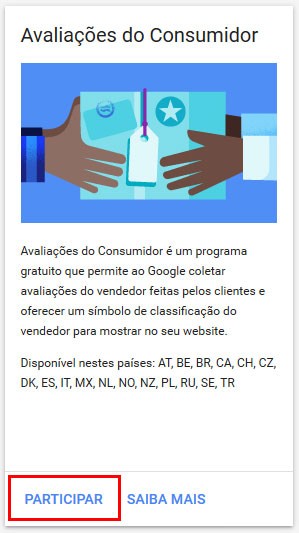 Avaliações do Consumidor
Avaliações do Consumidor é um programa
gratuito que permite ao Google coletar
avaliações do vendedor feitas pelos clientes e
oferecer um símbolo de classificação do
vendedor para mostrar no seu website.
Disponível nestes países: AT, BE, BR, CA, CH, CZ,
DK, ES, IT, MX, NL, NO, NZ, PL, RU, SE, TR
PARTICIPAR SAIBA MAIS